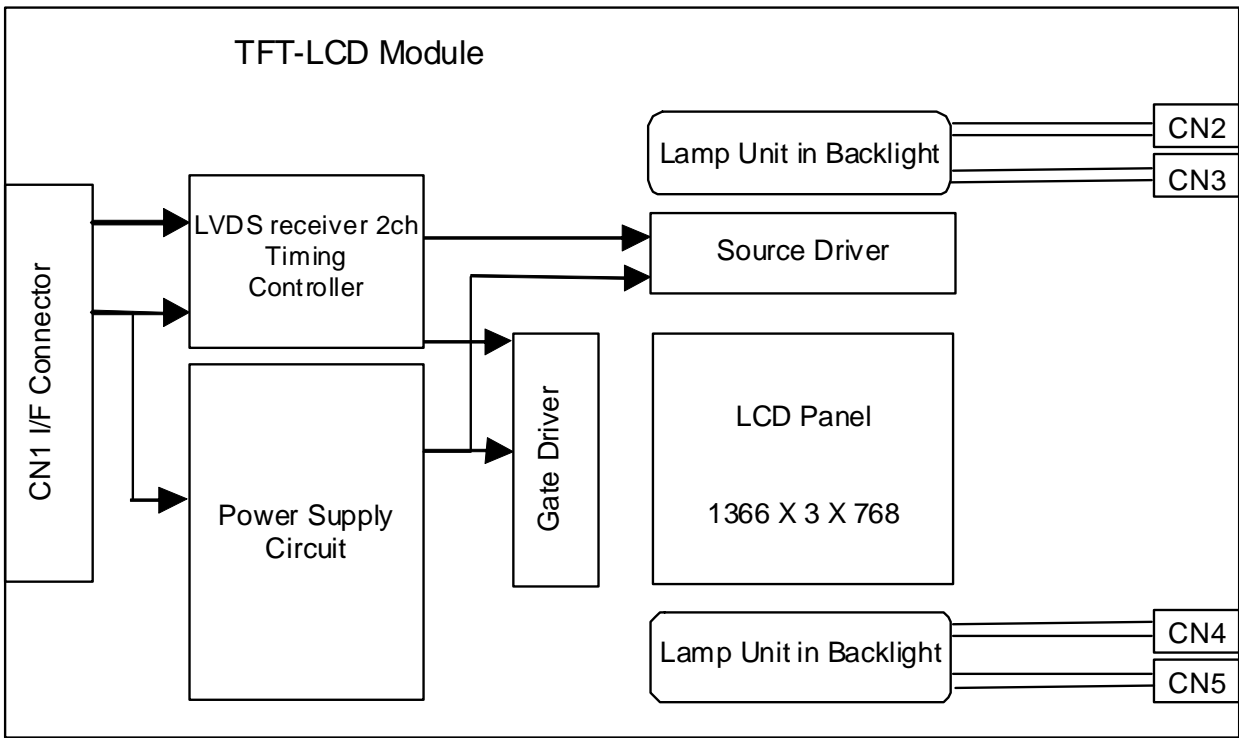 TFT-LCD Module
Lamp Unit in Backlight
CN2
CN3
CN1 I/F Connector
LVDS receiver 2ch
Timing
Controller
Source Driver
Power Supply
Circuit
Gate Driver
LCD Panel
1366 X 3 X 768
Lamp Unit in Backlight
CN4
CN5